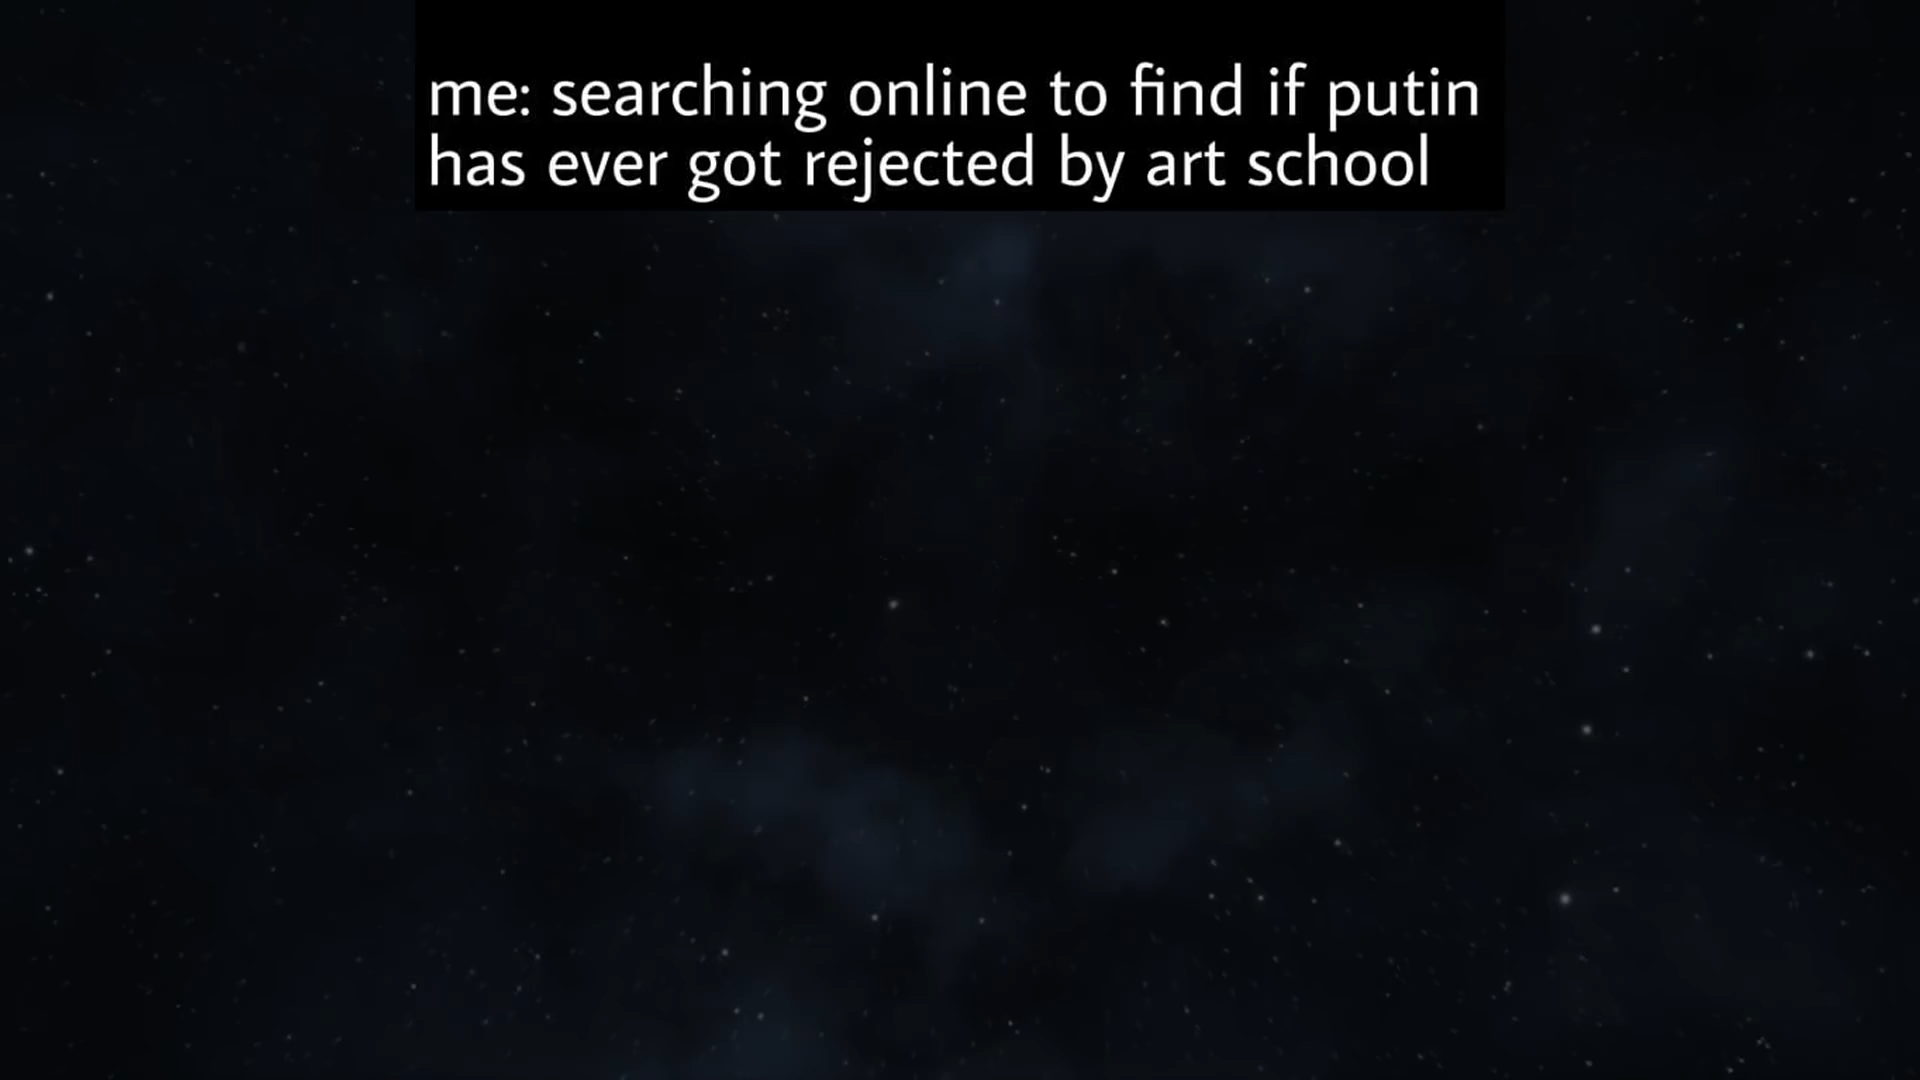 me: searching online to find if putin
has ever got rejected by art school